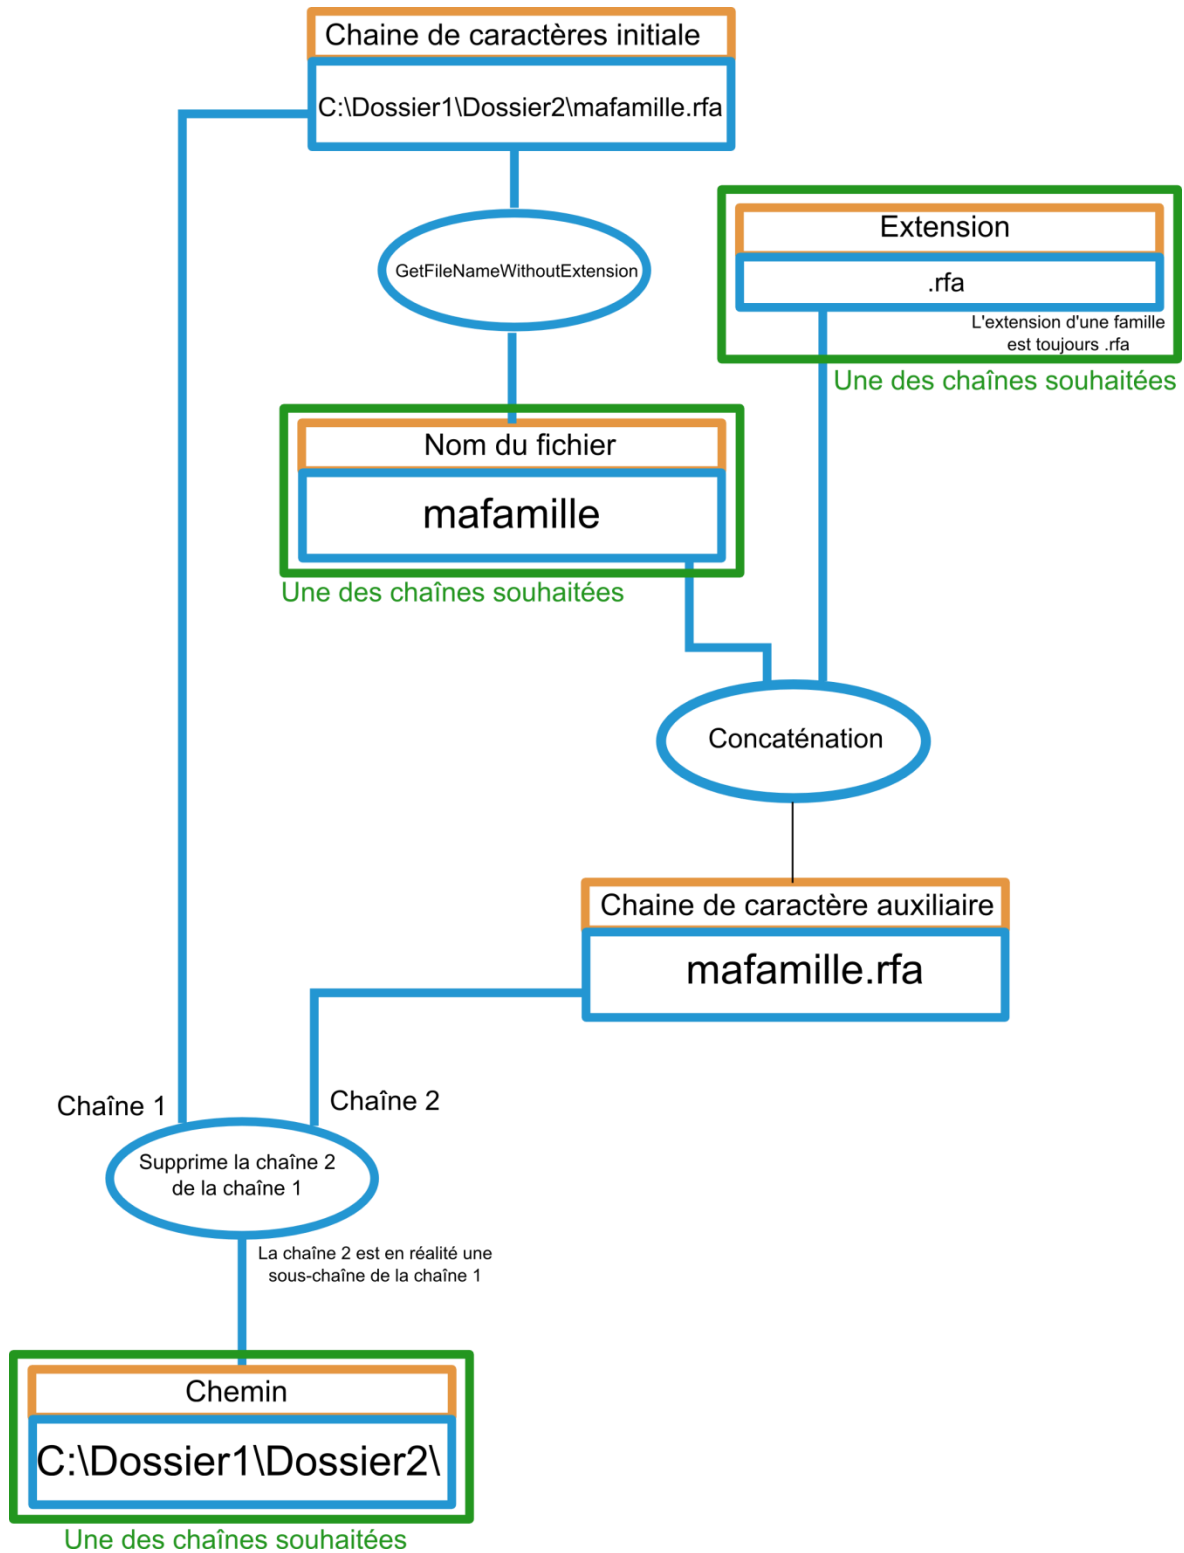 Chaine de caractères initiale
C:\Dossier1\Dossier2\mafamille.rfa
GetFileNameWithoutExtension
Extension
.rfa
L'extension d'une famille
est toujours .rfa
Une des chaînes souhaitées
Nom du fichier
mafamille
Une des chaînes souhaitées
Concaténation
Chaine de caractère auxiliaire
mafamille.rfa
Chaîne 1
Chaîne 2
Supprime la chaîne 2
de la chaîne 1
La chaîne 2 est en réalité une
sous-chaîne de la chaîne 1
Chemin
C:\Dossier1\Dossier2\
Une des chaînes souhaitées